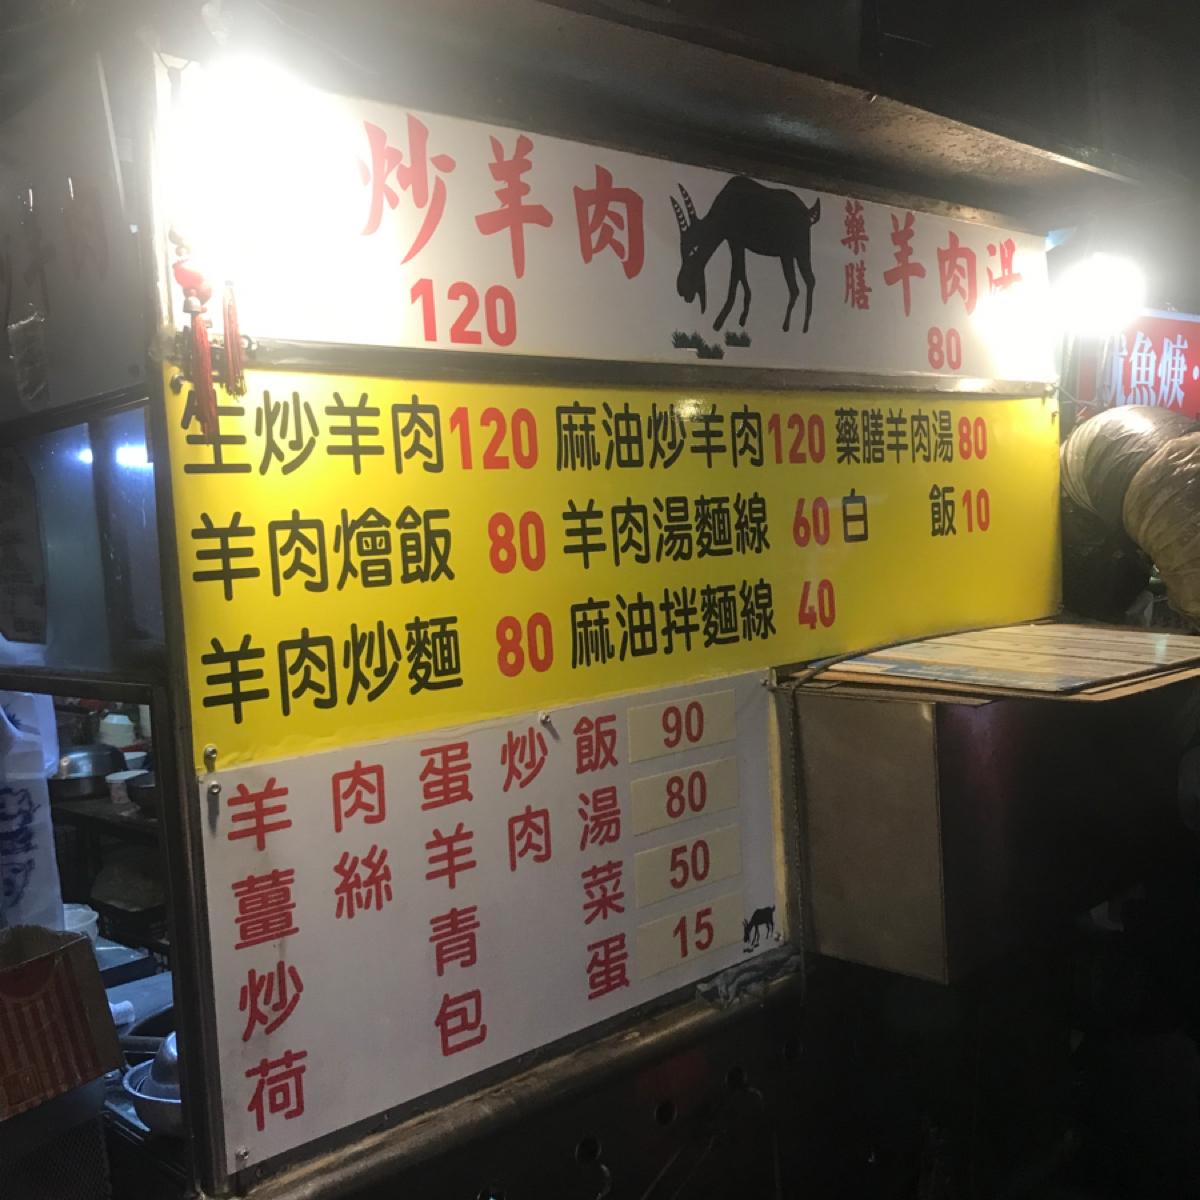 炒羊肉 藥膳羊肉湯
120 80
生炒羊肉120 麻油炒羊肉120 藥膳羊肉湯80
羊肉燴飯 80 羊肉湯麵線 60 白 飯10
羊肉炒麵 80 麻油拌麵線 40
羊肉蛋炒飯 90
薑絲羊肉湯 80
炒青菜 50
荷包蛋 15
魚焿